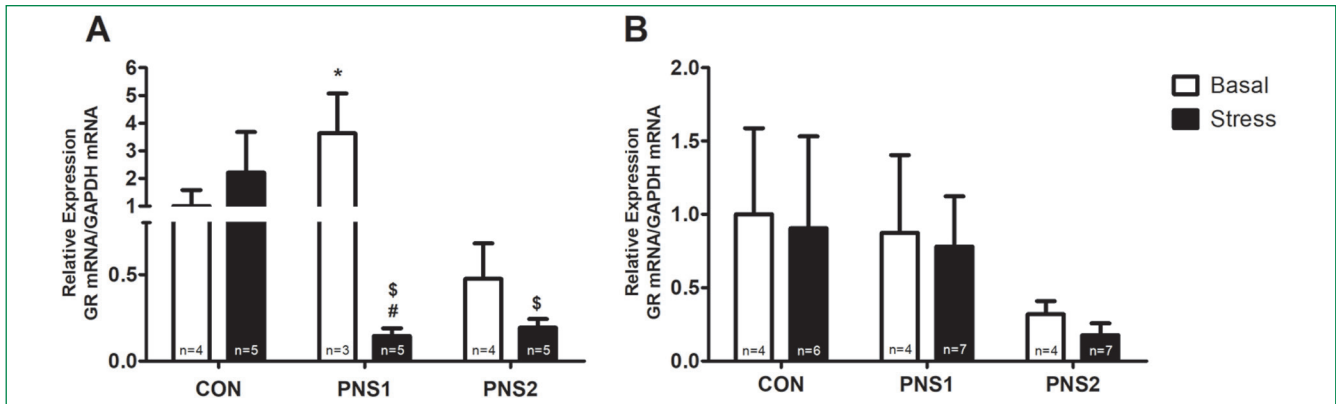 A
Relative Expression
GR mRNA/GAPDH mRNA
6
5
4
3
2
1
0.5
0.0
*
$
#
$
n=4
n=5
n=3
n=5
n=4
n=5
CON
PNS1
PNS2
B
Relative Expression
GR mRNA/GAPDH mRNA
2.0
1.5
1.0
0.5
0.0
n=4
n=6
n=4
n=7
n=4
n=7
CON
PNS1
PNS2
Basal
Stress